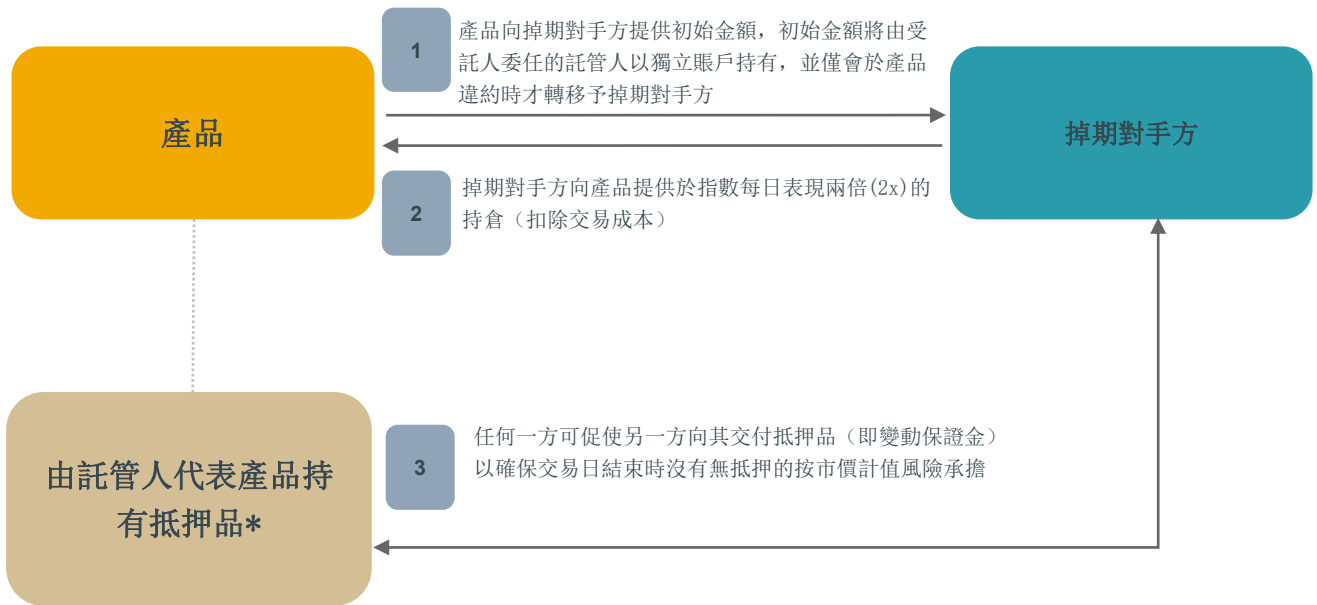 1
產品向掉期對手方提供初始金額，初始金額將由受
託人委任的託管人以獨立賬戶持有，並僅會於產品
違約時才轉移予掉期對手方
產品
掉期對手方
2
掉期對手方向產品提供於指數每日表現兩倍(2x)的
持倉（扣除交易成本）
3
任何一方可促使另一方向其交付抵押品（即變動保證金）
以確保交易日結束時沒有無抵押的按市價計值風險承擔
由託管人代表產品持
有抵押品*